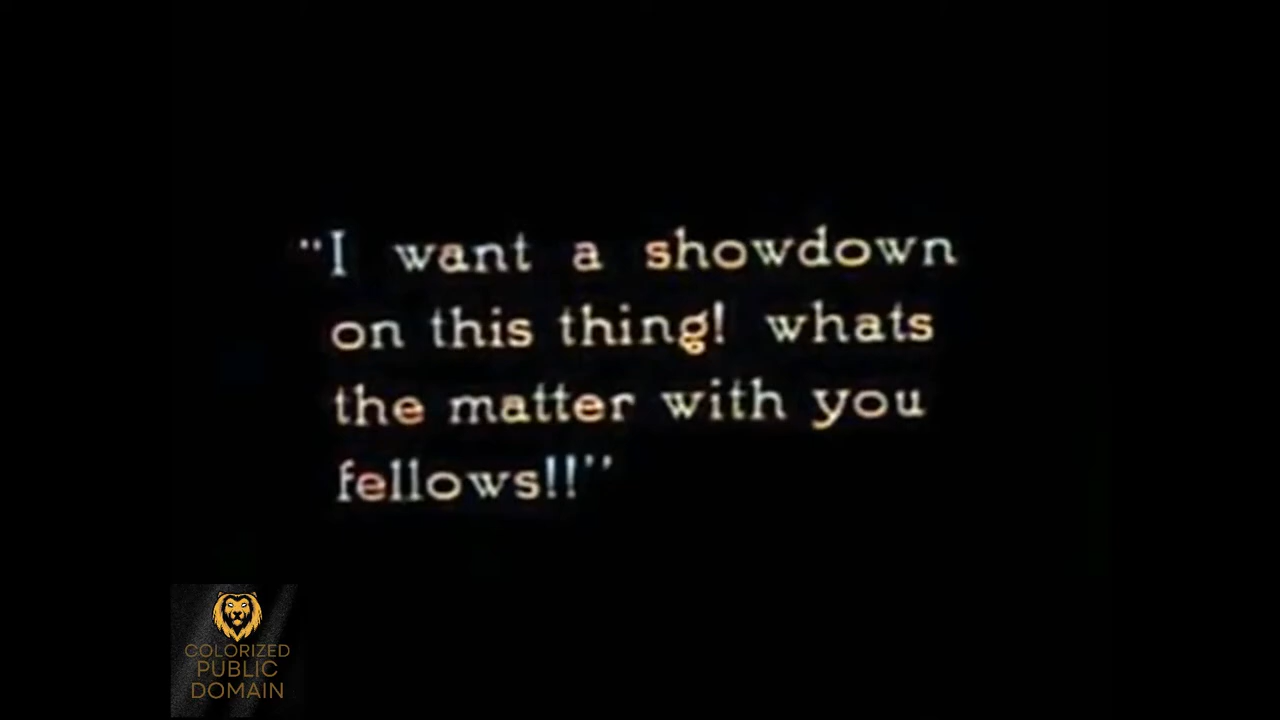 "I want a showdown
on this thing! whats
the matter with you
fellows!!"
COLORIZED
PUBLIC
DOMAIN